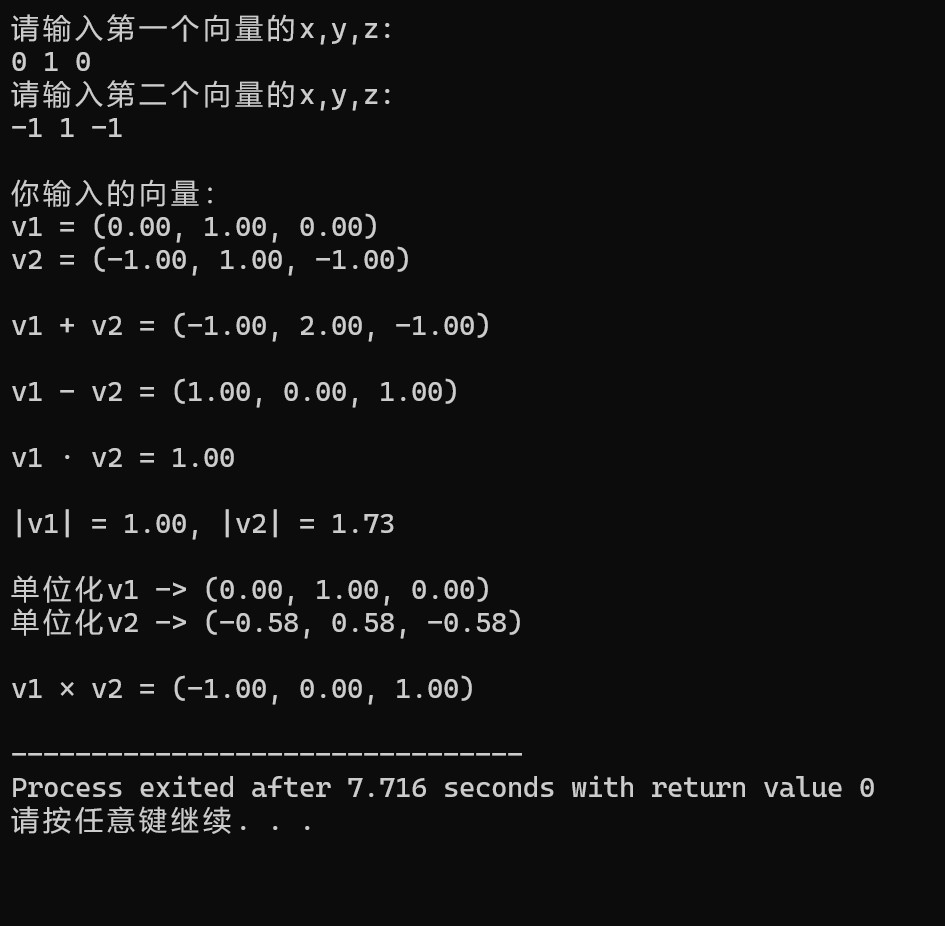 请输入第一个向量的x,y,z:
0 1 0
请输入第二个向量的x,y,z:
-1 1 -1
你输入的向量:
v1 = (0.00, 1.00, 0.00)
v2 = (-1.00, 1.00, -1.00)
v1 + v2 = (-1.00, 2.00, -1.00)
v1 - v2 = (1.00, 0.00, 1.00)
v1 · v2 = 1.00
|v1| = 1.00, |v2| = 1.73
单位化v1 -> (0.00, 1.00, 0.00)
单位化v2 -> (-0.58, 0.58, -0.58)
v1 × v2 = (-1.00, 0.00, 1.00)
--------------------------------
Process exited after 7.716 seconds with return value 0
请按任意键继续. . .